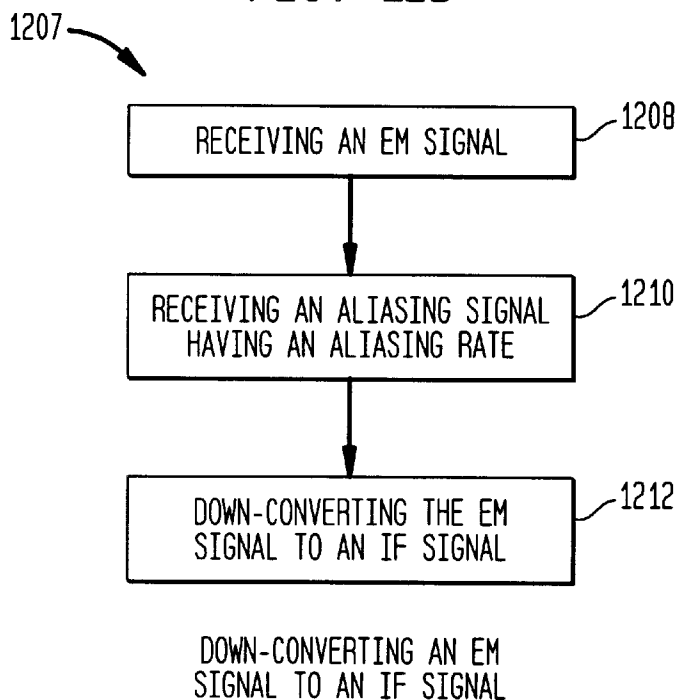 1207
RECEIVING AN EM SIGNAL
1208
RECEIVING AN ALIASING SIGNAL
HAVING AN ALIASING RATE
1210
DOWN-CONVERTING THE EM
SIGNAL TO AN IF SIGNAL
1212
DOWN-CONVERTING AN EM
SIGNAL TO AN IF SIGNAL